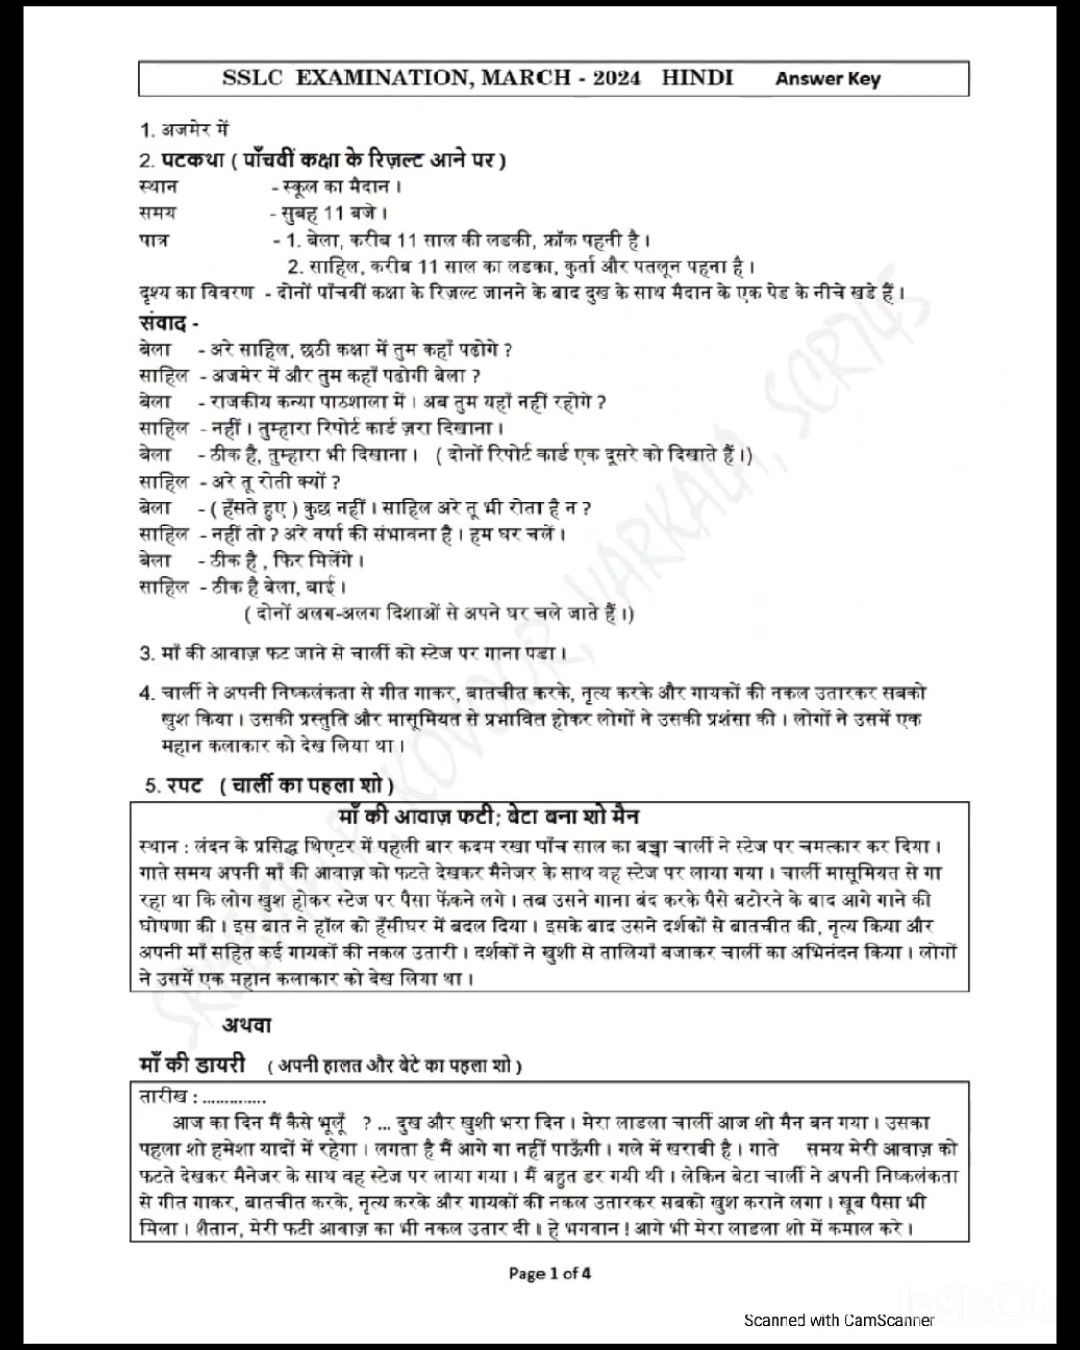 SSLC EXAMINATION, MARCH - 2024 HINDI Answer Key
1. अजमेर में
2. पटकथा ( पाँचवीं कक्षा के रिज़ल्ट आने पर )
स्थान - स्कूल का मैदान ।
समय - सुबह 11 बजे ।
पात्र - 1. बेला, करीब 11 साल की लडकी, फ्रॉक पहनी है ।
2. साहिल, करीब 11 साल का लडका, कुर्ता और पतलून पहना है ।
दृश्य का विवरण - दोनों पाँचवीं कक्षा के रिज़ल्ट जानने के बाद दुख के साथ मैदान के एक पेड के नीचे खडे हैं ।
संवाद -
बेला - अरे साहिल, छठी कक्षा में तुम कहाँ पढोगे ?
साहिल - अजमेर में और तुम कहाँ पढोगी बेला ?
बेला - राजकीय कन्या पाठशाला में । अब तुम यहाँ नहीं रहोगे ?
साहिल - नहीं । तुम्हारा रिपोर्ट कार्ड ज़रा दिखाना ।
बेला - ठीक है, तुम्हारा भी दिखाना । ( दोनों रिपोर्ट कार्ड एक दूसरे को दिखाते हैं ।)
साहिल - अरे तू रोती क्यों ?
बेला - ( हँसते हुए ) कुछ नहीं । साहिल अरे तू भी रोता है न ?
साहिल - नहीं तो ? अरे वर्षा की संभावना है । हम घर चलें ।
बेला - ठीक है , फिर मिलेंगे ।
साहिल - ठीक है बेला, बाई ।
( दोनों अलग-अलग दिशाओं से अपने घर चले जाते हैं ।)
3. माँ की आवाज़ फट जाने से चार्ली को स्टेज पर गाना पडा ।
4. चार्ली ने अपनी निष्कलंकता से गीत गाकर, बातचीत करके, नृत्य करके और गायकों की नकल उतारकर सबको
खुश किया । उसकी प्रस्तुति और मासूमियत से प्रभावित होकर लोगों ने उसकी प्रशंसा की । लोगों ने उसमें एक
महान कलाकार को देख लिया था ।
5. रपट ( चार्ली का पहला शो )
माँ की आवाज़ फटी; बेटा बना शो मैन
स्थान : लंदन के प्रसिद्ध थिएटर में पहली बार कदम रखा पाँच साल का बच्चा चार्ली ने स्टेज पर चमत्कार कर दिया ।
गाते समय अपनी माँ की आवाज़ को फटते देखकर मैनेजर के साथ वह स्टेज पर लाया गया । चार्ली मासूमियत से गा
रहा था कि लोग खुश होकर स्टेज पर पैसा फेंकने लगे । तब उसने गाना बंद करके पैसे बटोरने के बाद आगे गाने की
घोषणा की । इस बात ने हॉल को हँसीघर में बदल दिया । इसके बाद उसने दर्शकों से बातचीत की, नृत्य किया और
अपनी माँ सहित कई गायकों की नकल उतारी । दर्शकों ने खुशी से तालियाँ बजाकर चार्ली का अभिनंदन किया । लोगों
ने उसमें एक महान कलाकार को देख लिया था ।
अथवा
माँ की डायरी ( अपनी हालत और बेटे का पहला शो )
तारीख : ..............
आज का दिन मैं कैसे भूलूँ ? ... दुख और खुशी भरा दिन । मेरा लाडला चार्ली आज शो मैन बन गया । उसका
पहला शो हमेशा यादों में रहेगा । लगता है मैं आगे गा नहीं पाऊँगी । गले में खराबी है । गाते समय मेरी आवाज़ को
फटते देखकर मैनेजर के साथ वह स्टेज पर लाया गया । मैं बहुत डर गयी थी । लेकिन बेटा चार्ली ने अपनी निष्कलंकता
से गीत गाकर, बातचीत करके, नृत्य करके और गायकों की नकल उतारकर सबको खुश कराने लगा । खूब पैसा भी
मिला । शैतान, मेरी फटी आवाज़ का भी नकल उतार दी । हे भगवान ! आगे भी मेरा लाडला शो में कमाल करे ।
Page 1 of 4
Scanned with CamScanner